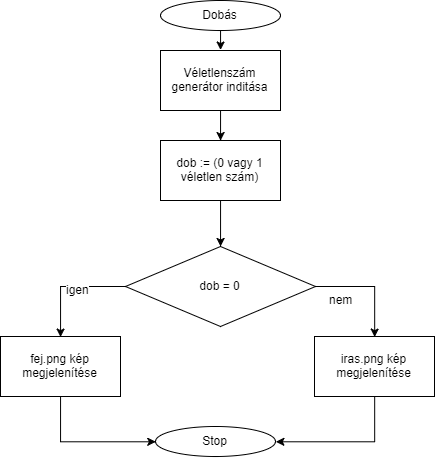 Dobás
Véletlenszám
generátor inditása
dob := (0 vagy 1
véletlen szám)
dob = 0
igen
nem
fej.png kép
megjelenítése
iras.png kép
megjelenítése
Stop